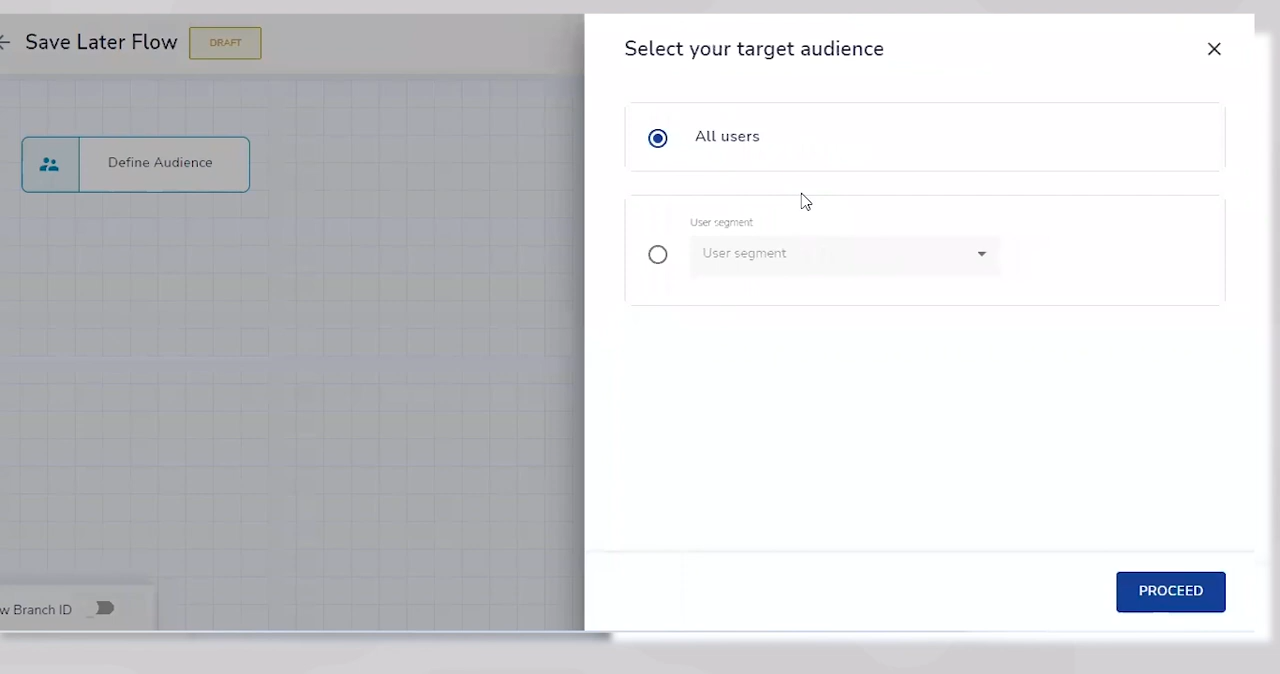 Save Later Flow
DRAFT
Define Audience
Branch ID
Select your target audience
All users
User segment
User segment
PROCEED